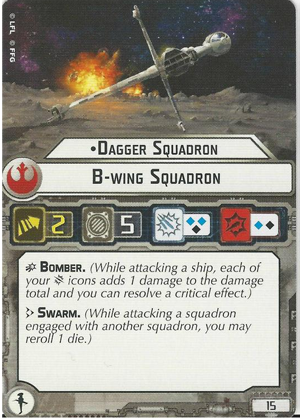 © LFL © FFG
•Dagger Squadron
B-wing Squadron
2
5
Bomber. (While attacking a ship, each of
your icons adds 1 damage to the damage
total and you can resolve a critical effect.)
Swarm. (While attacking a squadron
engaged with another squadron, you
may reroll 1 die.)
15